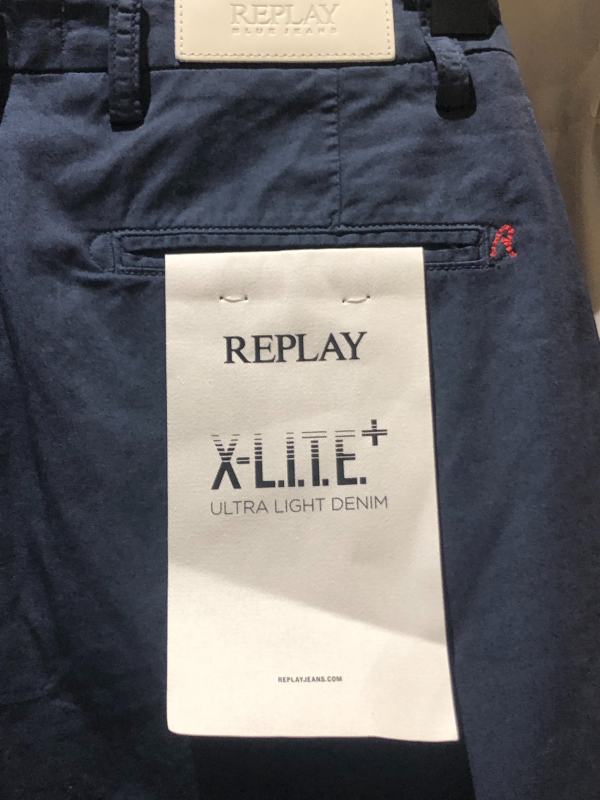 REPLAY
BLUE JEANS
R
REPLAY
X-L.I.T.E.+
ULTRA LIGHT DENIM
REPLAYJEANS.COM